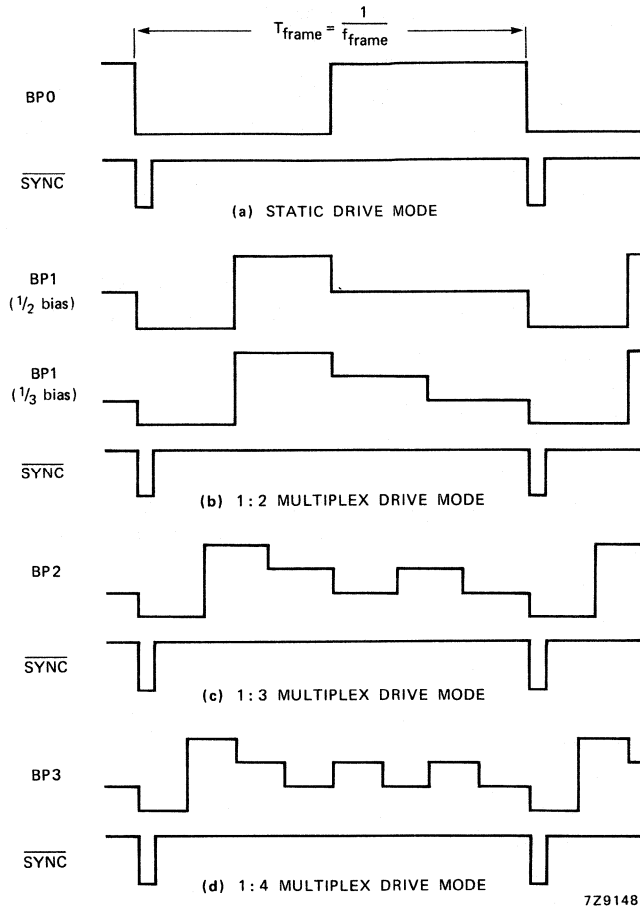 T_frame = 1/f_frame
BP0
SYNC
(a) STATIC DRIVE MODE
BP1
(1/2 bias)
BP1
(1/3 bias)
SYNC
(b) 1:2 MULTIPLEX DRIVE MODE
BP2
SYNC
(c) 1:3 MULTIPLEX DRIVE MODE
BP3
SYNC
(d) 1:4 MULTIPLEX DRIVE MODE
7Z9148